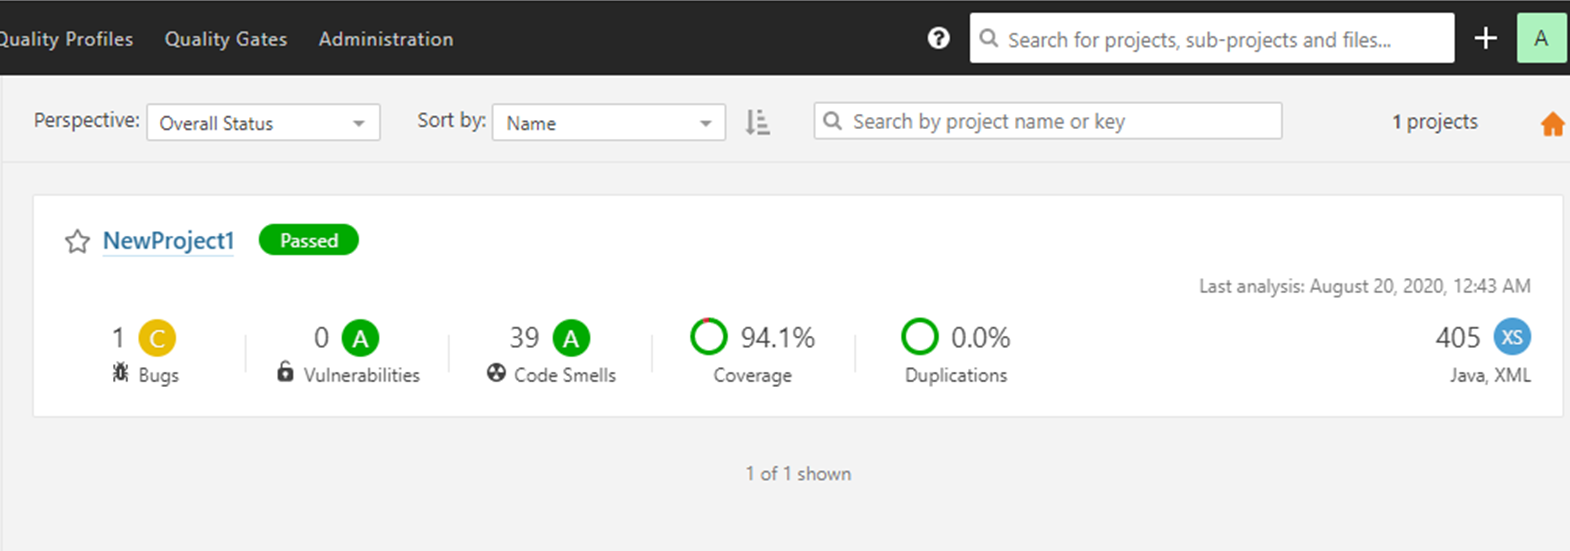 Quality Profiles Quality Gates Administration ? Search for projects, sub-projects and files... + A
Perspective: Overall Status Sort by: Name Search by project name or key 1 projects
NewProject1 Passed
Last analysis: August 20, 2020, 12:43 AM
1 C 0 A 39 A 94.1% 0.0% 405 XS
Bugs Vulnerabilities Code Smells Coverage Duplications Java, XML
1 of 1 shown